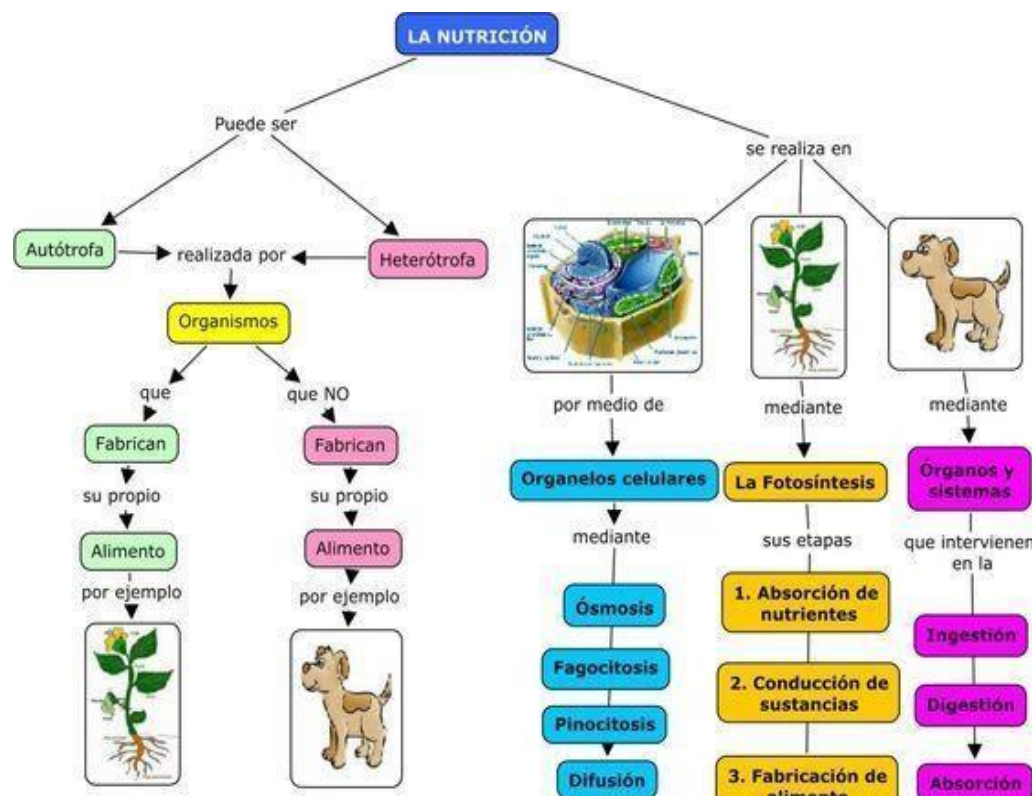 LA NUTRICIÓN
Puede ser
se realiza en
Autótrofa
realizada por
Heterótrofa
Organismos
que
que NO
Fabrican
Fabrican
su propio
su propio
Alimento
Alimento
por ejemplo
por ejemplo
por medio de
mediante
mediante
Organelos celulares
La Fotosíntesis
Órganos y
sistemas
mediante
sus etapas
que intervienen
en la
Ósmosis
Fagocitosis
Pinocitosis
Difusión
1. Absorción de
nutrientes
2. Conducción de
sustancias
3. Fabricación de
alimento
Ingestión
Digestión
Absorción